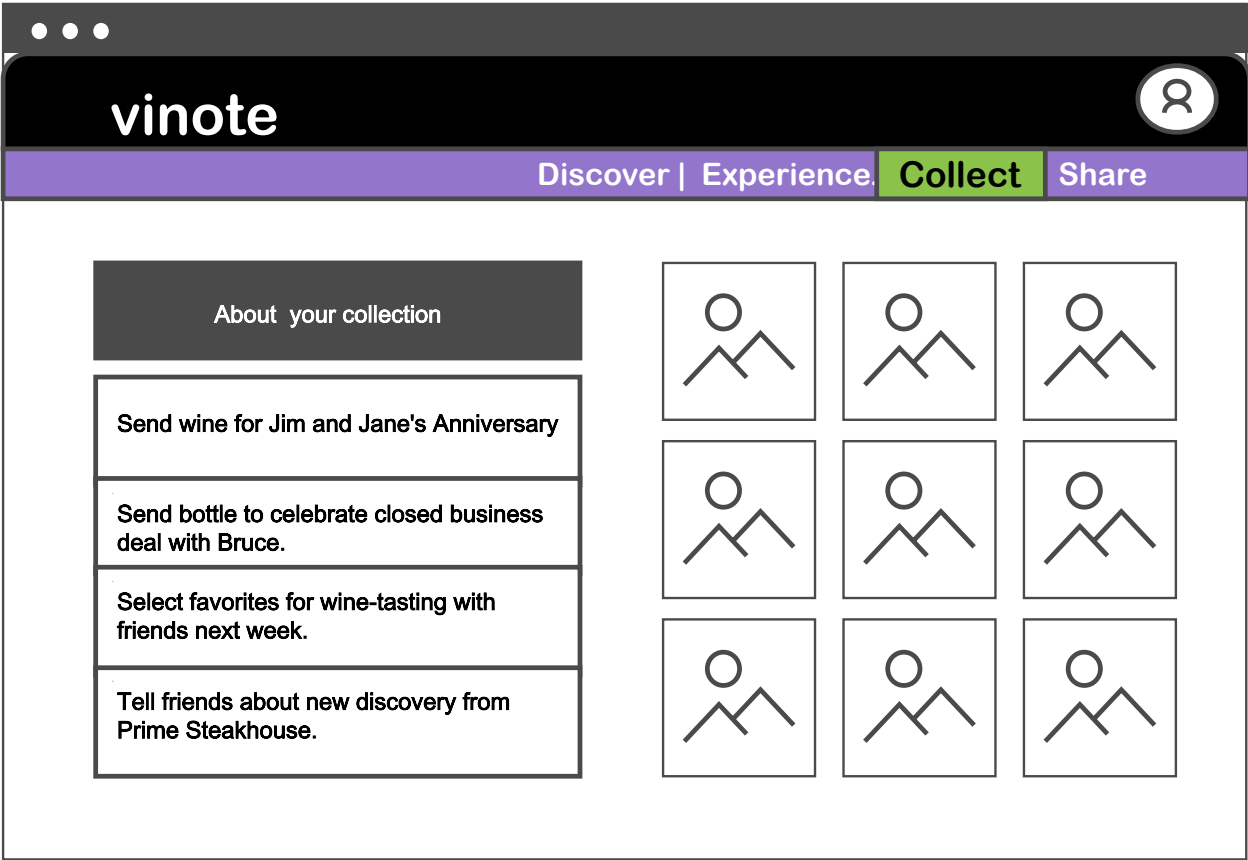 vinote
Discover | Experience.
Collect
Share
About your collection
Send wine for Jim and Jane's Anniversary
Send bottle to celebrate closed business
deal with Bruce.
Select favorites for wine-tasting with
friends next week.
Tell friends about new discovery from
Prime Steakhouse.